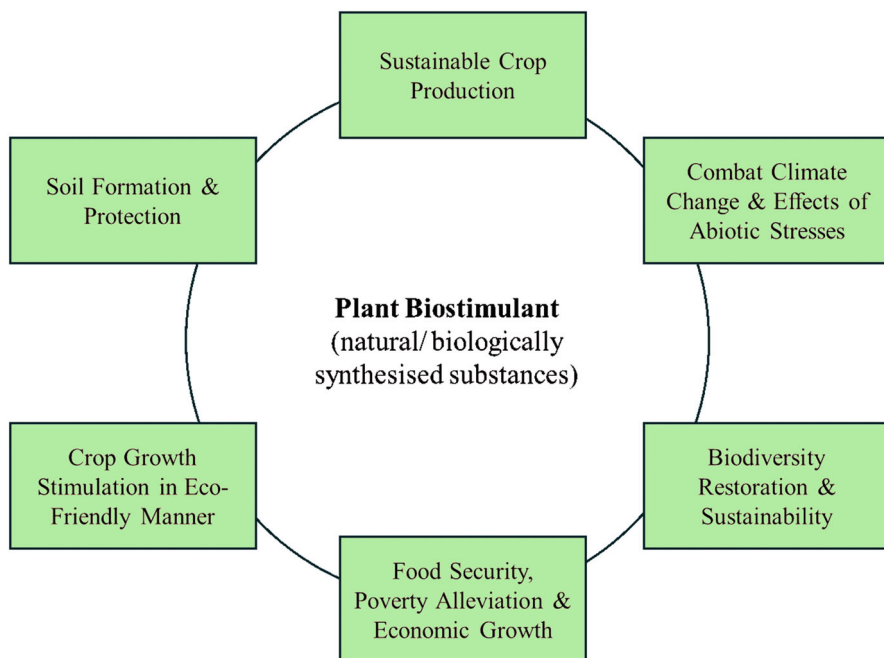 Sustainable Crop
Production
Soil Formation &
Protection
Combat Climate
Change & Effects of
Abiotic Stresses
Plant Biostimulant
(natural/ biologically
synthesised substances)
Crop Growth
Stimulation in Eco-
Friendly Manner
Biodiversity
Restoration &
Sustainability
Food Security,
Poverty Alleviation &
Economic Growth